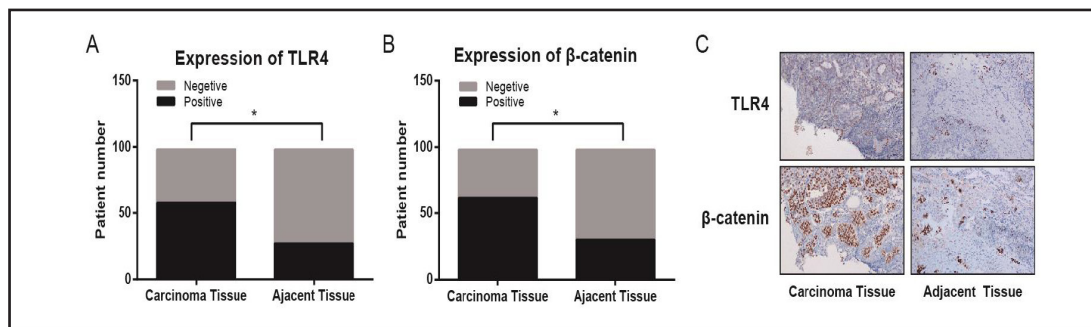 A
Expression of TLR4
150
100
50
0
Patient number
Negetive
Positive
*
Carcinoma Tissue
Ajacent Tissue
B
Expression of β-catenin
150
100
50
0
Patient number
Negetive
Positive
*
Carcinoma Tissue
Ajacent Tissue
C
TLR4
β-catenin
Carcinoma Tissue
Adjacent Tissue